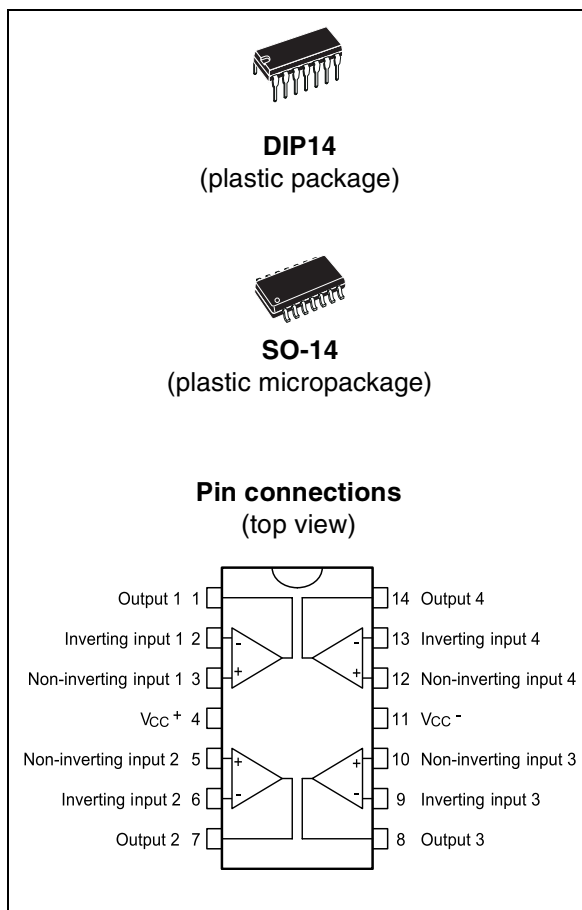 DIP14
(plastic package)
SO-14
(plastic micropackage)
Pin connections
(top view)
Output 1 1 14 Output 4
Inverting input 1 2 - - 13 Inverting input 4
Non-inverting input 1 3 + + 12 Non-inverting input 4
VCC + 4 11 VCC -
Non-inverting input 2 5 + + 10 Non-inverting input 3
Inverting input 2 6 - - 9 Inverting input 3
Output 2 7 8 Output 3